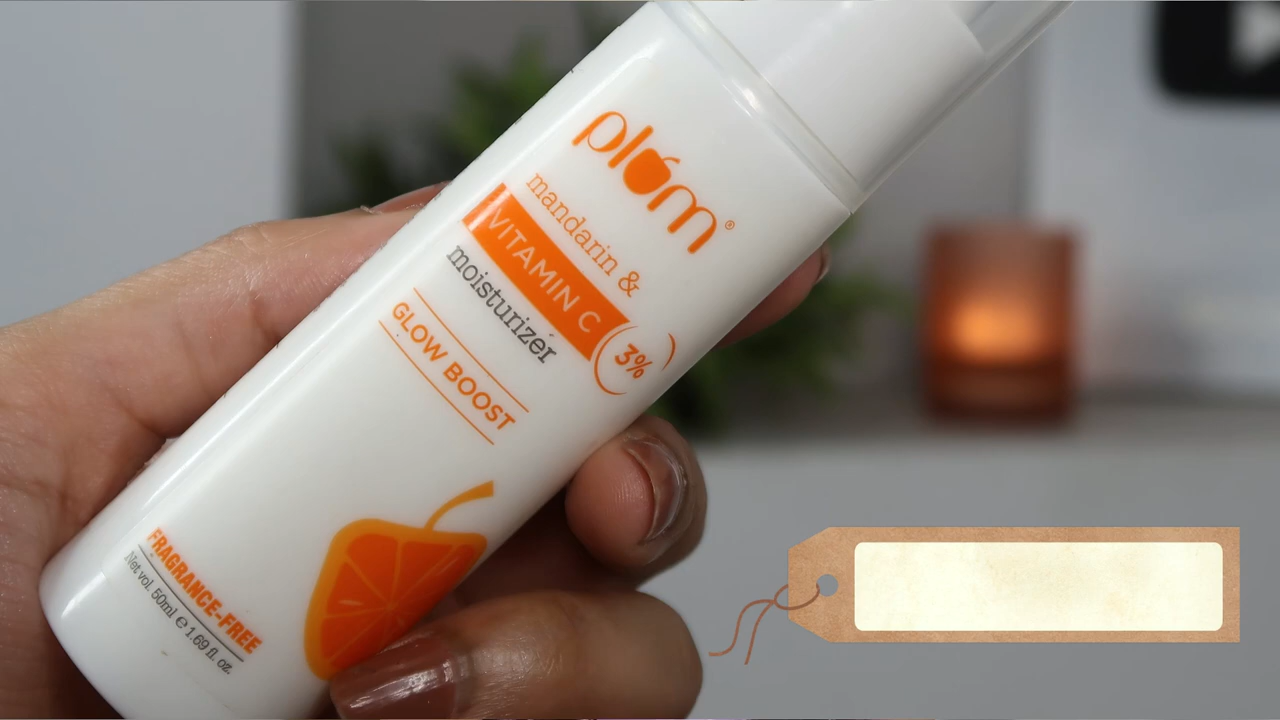 plum®
mandarin &
VITAMIN C
3%
moisturizer
GLOW BOOST
FRAGRANCE-FREE
Net vol. 50ml ℮ 1.69 fl. oz.